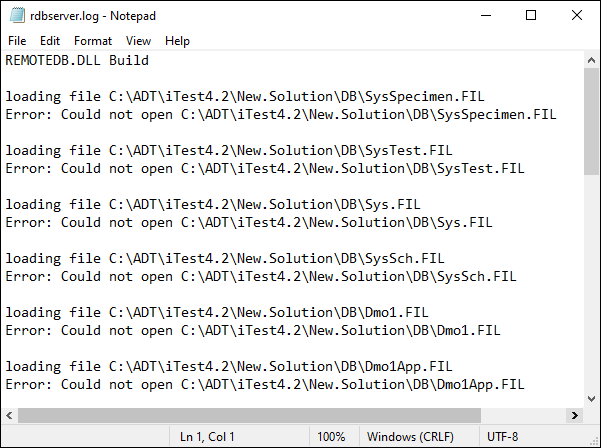 rdbserver.log - Notepad
File Edit Format View Help
REMOTEDB.DLL Build
loading file C:\ADT\iTest4.2\New.Solution\DB\SysSpecimen.FIL
Error: Could not open C:\ADT\iTest4.2\New.Solution\DB\SysSpecimen.FIL
loading file C:\ADT\iTest4.2\New.Solution\DB\SysTest.FIL
Error: Could not open C:\ADT\iTest4.2\New.Solution\DB\SysTest.FIL
loading file C:\ADT\iTest4.2\New.Solution\DB\Sys.FIL
Error: Could not open C:\ADT\iTest4.2\New.Solution\DB\Sys.FIL
loading file C:\ADT\iTest4.2\New.Solution\DB\SysSch.FIL
Error: Could not open C:\ADT\iTest4.2\New.Solution\DB\SysSch.FIL
loading file C:\ADT\iTest4.2\New.Solution\DB\Dmo1.FIL
Error: Could not open C:\ADT\iTest4.2\New.Solution\DB\Dmo1.FIL
loading file C:\ADT\iTest4.2\New.Solution\DB\Dmo1App.FIL
Error: Could not open C:\ADT\iTest4.2\New.Solution\DB\Dmo1App.FIL
Ln 1, Col 1 100% Windows (CRLF) UTF-8